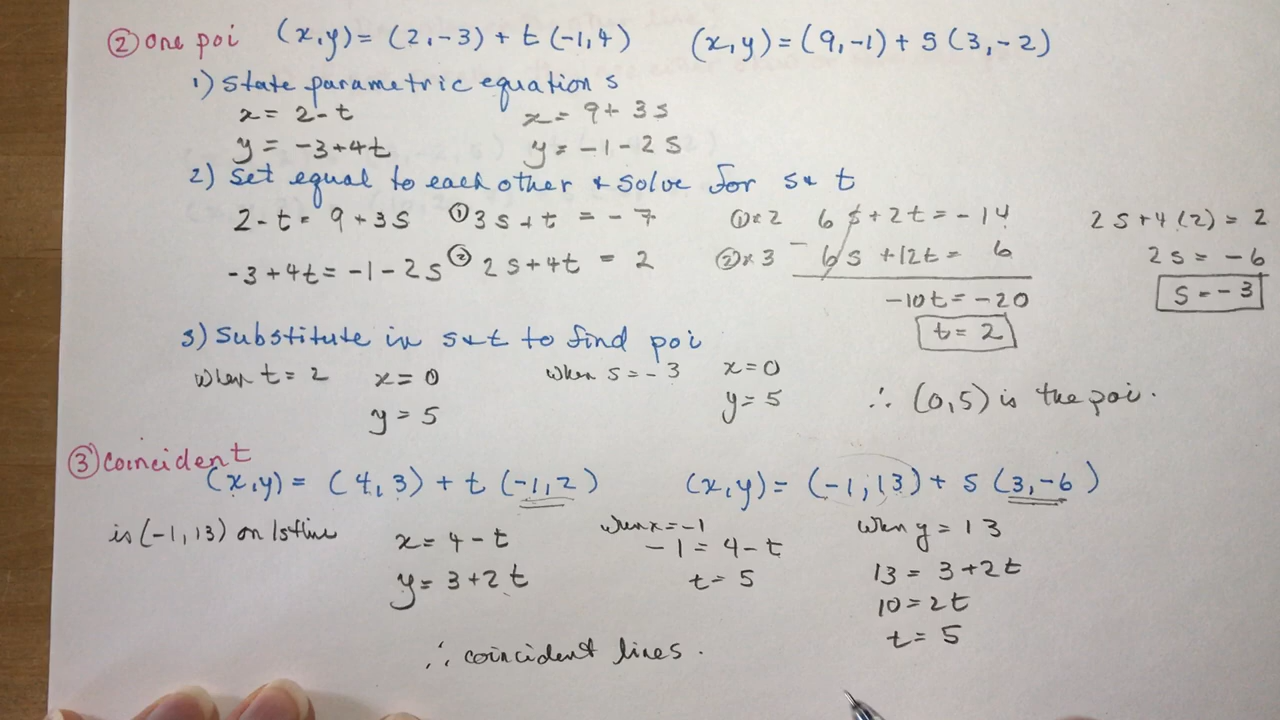 ② One poi (x,y) = (2,-3) + t (-1,4) (x,y) = (9,-1) + s (3,-2)
1) State parametric equations
x = 2-t x = 9+3s
y = -3+4t y = -1-2s
2) Set equal to each other & solve for s & t
2-t = 9+3s ① 3s+t = -7 ①×2 6s+2t = -14 2s+4(2) = 2
-3+4t = -1-2s ② 2s+4t = 2 ②×3 - 6s+12t = 6 2s = -6
-10t = -20 s = -3
t = 2
3) Substitute in s & t to find poi
when t = 2 x = 0 when s = -3 x = 0
y = 5 y = 5 ∴ (0,5) is the poi.
③ Coincident
(x,y) = (4,3) + t (-1,2) (x,y) = (-1,13) + s (3,-6)
is (-1,13) on 1st line x = 4-t when x = -1 when y = 13
y = 3+2t -1 = 4-t 13 = 3+2t
t = 5 10 = 2t
t = 5
∴ coincident lines.